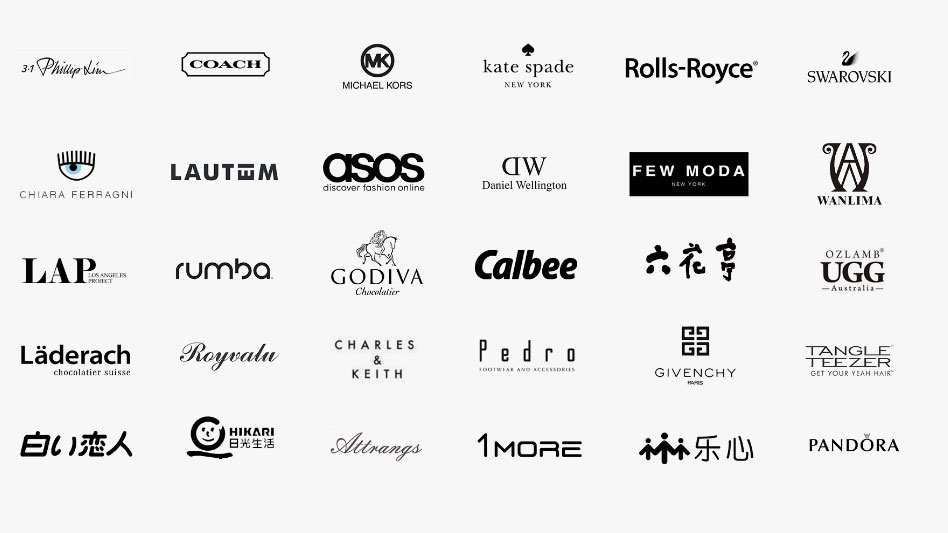 3·1 Phillip Lim
COACH
MK
MICHAEL KORS
kate spade
NEW YORK
Rolls-Royce®
SWAROVSKI
CHIARA FERRAGNI
LAUTEM
asos
discover fashion online
DW
Daniel Wellington
FEW MODA
NEW YORK
WANLIMA
LAP LOS ANGELES
PROJECT
rumba
GODIVA
Chocolatier
Calbee
六花亭
OZLAMB®
UGG
Australia
Läderach
chocolatier suisse
Royvalu
CHARLES
&
KEITH
Pedro
FOOTWEAR AND ACCESSORIES
GIVENCHY
PARIS
TANGLE
TEEZER
GET YOUR YEAH HAIR™
白い恋人
HIKARI
日光生活
Attrangs
1MORE
乐心
PANDÖRA